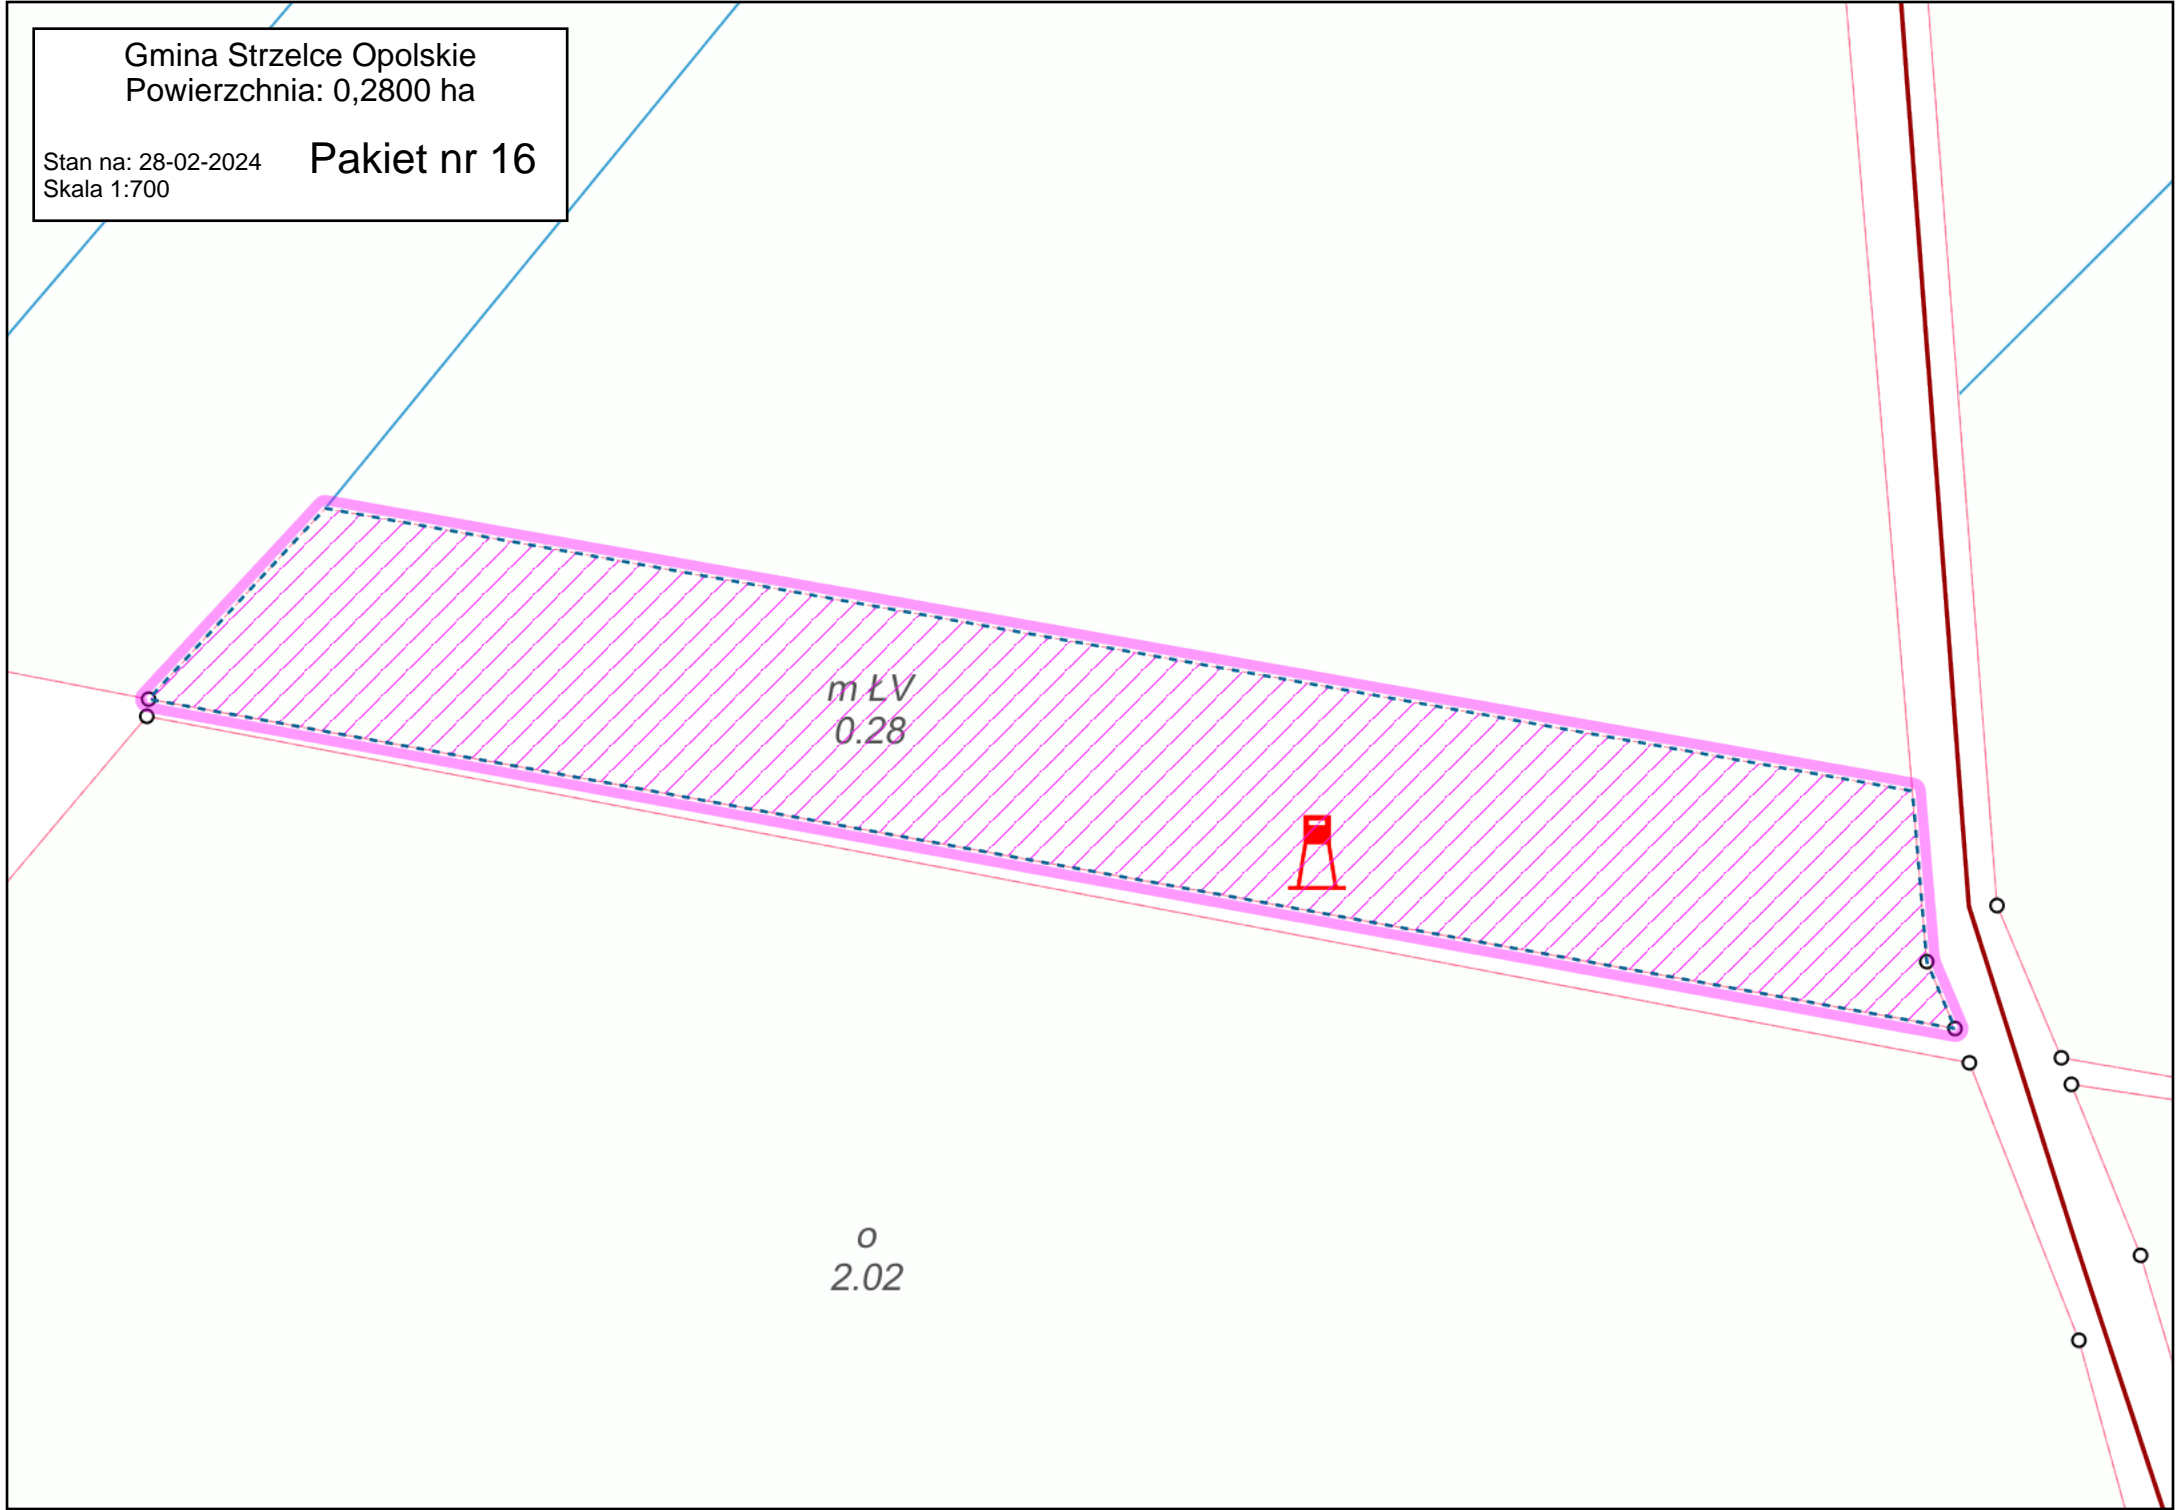 Gmina Strzelce Opolskie
Powierzchnia: 0,2800 ha
Stan na: 28-02-2024
Pakiet nr 16
Skala 1:700
m ŁV
0.28
o
2.02